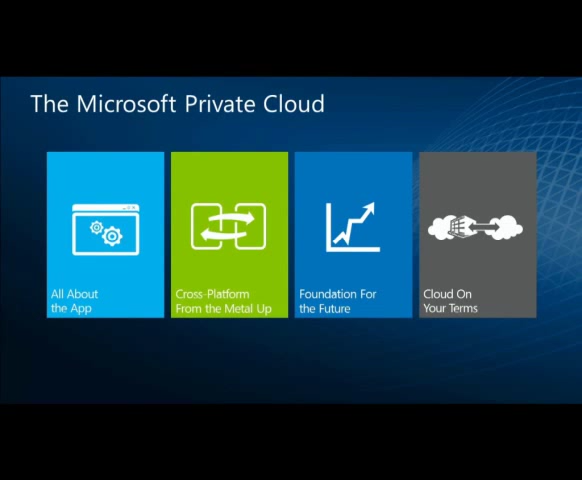 The Microsoft Private Cloud
All About
the App
Cross-Platform
From the Metal Up
Foundation For
the Future
Cloud On
Your Terms